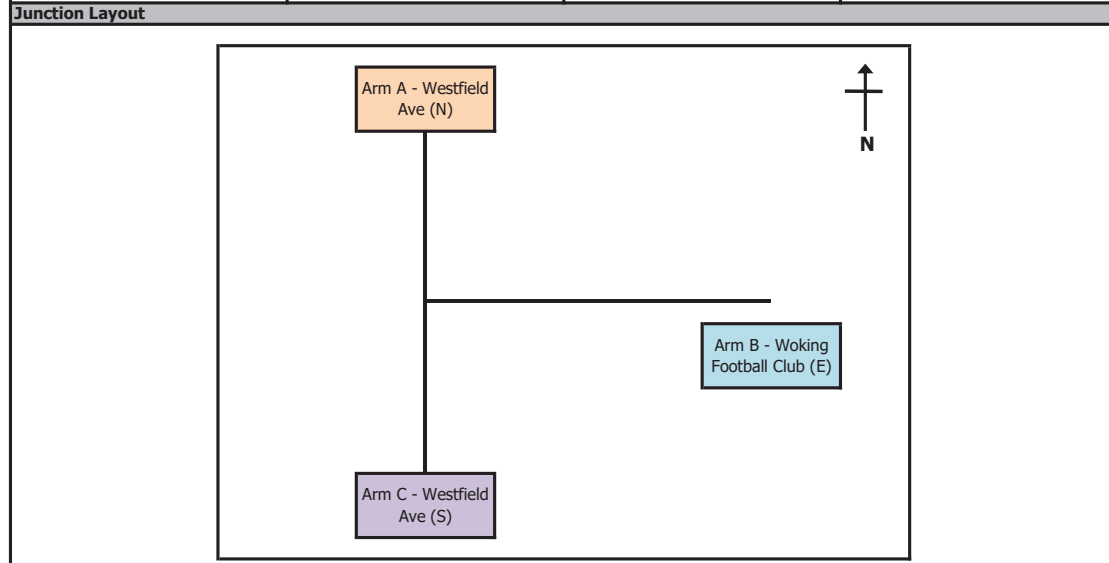 Junction Layout
Arm A - Westfield
Ave (N)
N
Arm B - Woking
Football Club (E)
Arm C - Westfield
Ave (S)